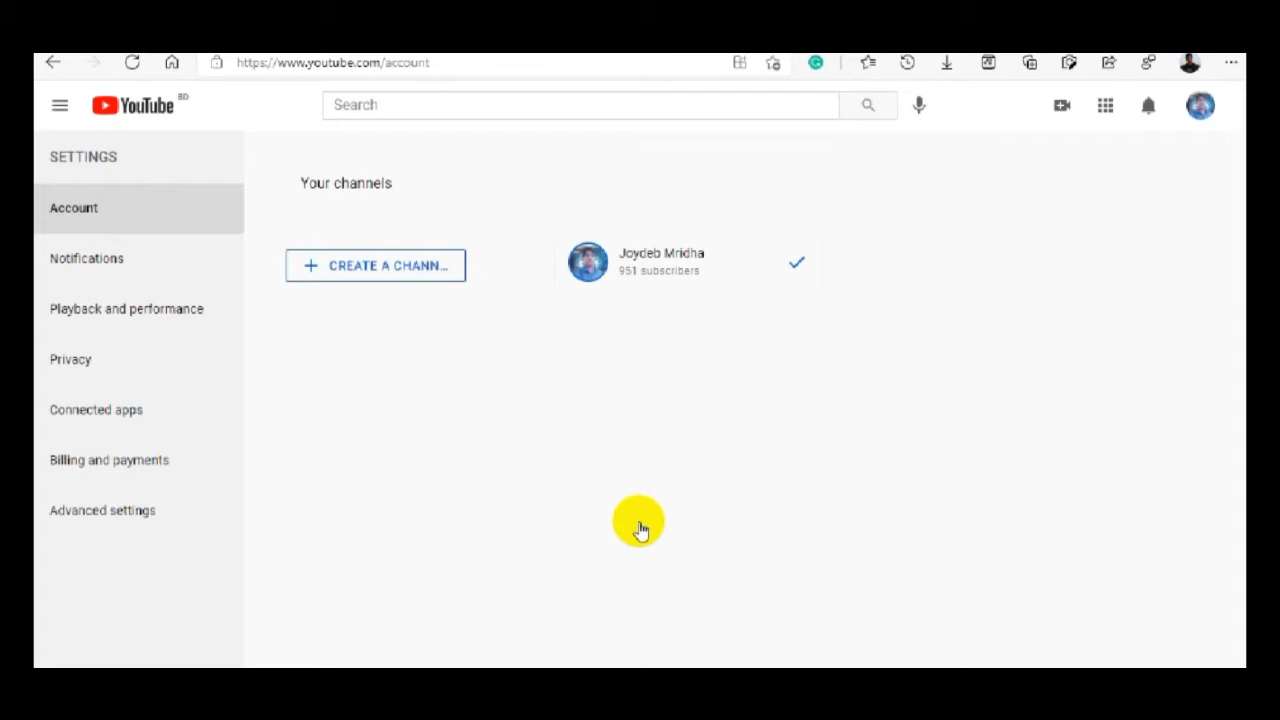 https://www.youtube.com/account
YouTube BD
Search
SETTINGS
Your channels
Account
CREATE A CHANN...
Joydeb Mridha
951 subscribers
Notifications
Playback and performance
Privacy
Connected apps
Billing and payments
Advanced settings